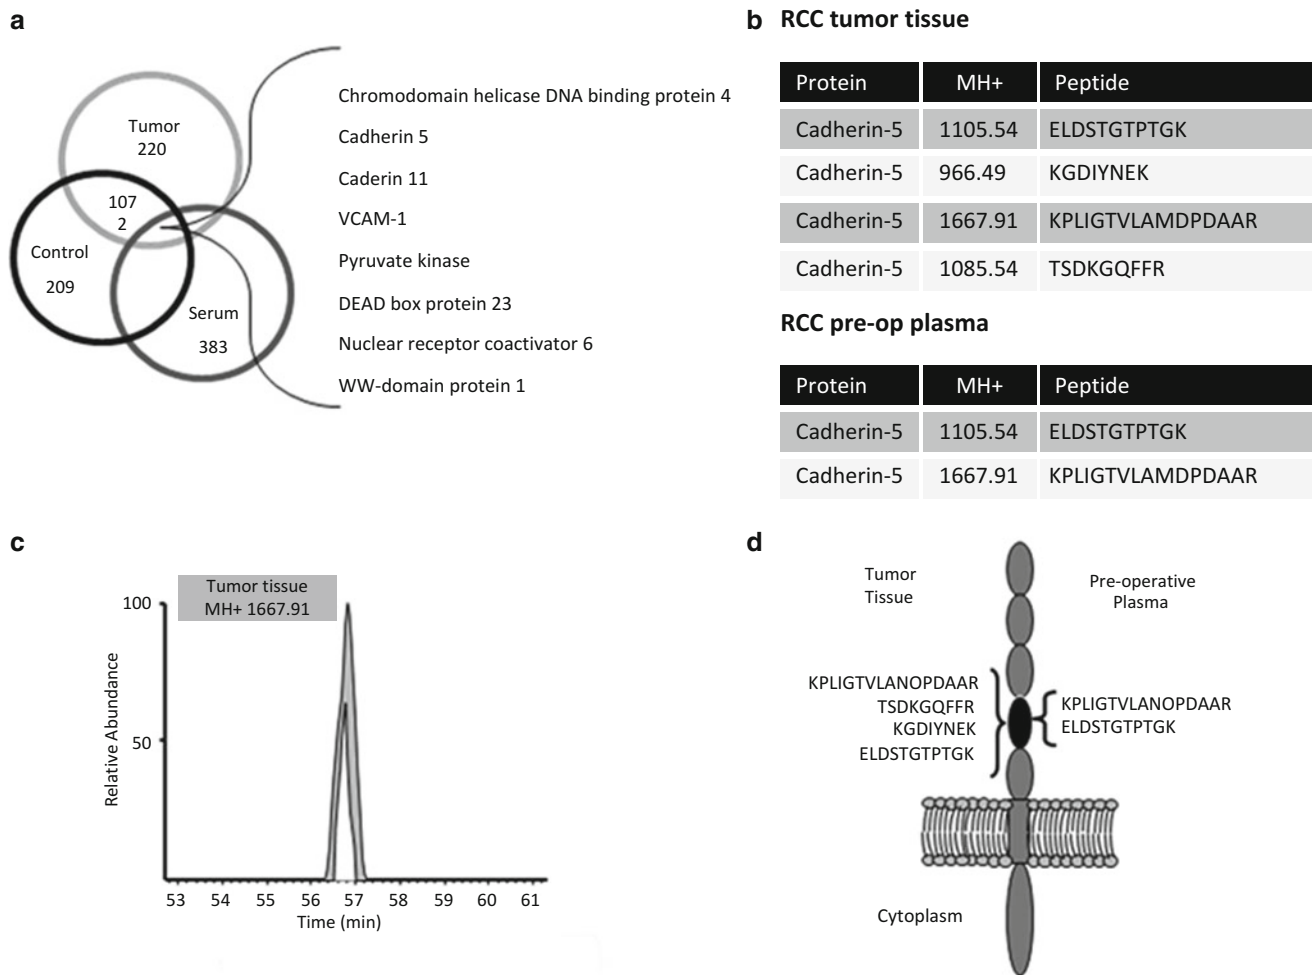 a
Tumor
220
107
2
Control
209
Serum
383
Chromodomain helicase DNA binding protein 4
Cadherin 5
Caderin 11
VCAM-1
Pyruvate kinase
DEAD box protein 23
Nuclear receptor coactivator 6
WW-domain protein 1
b RCC tumor tissue
Protein MH+ Peptide
Cadherin-5 1105.54 ELDSTGTPTGK
Cadherin-5 966.49 KGDIYNEK
Cadherin-5 1667.91 KPLIGTVLAMDPDAAR
Cadherin-5 1085.54 TSDKGQFFR
RCC pre-op plasma
Protein MH+ Peptide
Cadherin-5 1105.54 ELDSTGTPTGK
Cadherin-5 1667.91 KPLIGTVLAMDPDAAR
c
Tumor tissue
MH+ 1667.91
100
50
Relative Abundance
53 54 55 56 57 58 59 60 61
Time (min)
d
Tumor
Tissue
Pre-operative
Plasma
KPLIGTVLANOPDAAR
TSDKGQFFR
KGDIYNEK
ELDSTGTPTGK
KPLIGTVLANOPDAAR
ELDSTGTPTGK
Cytoplasm